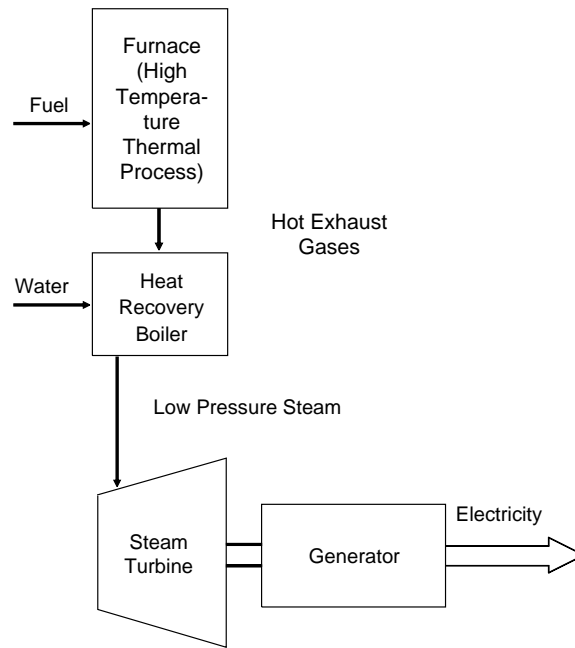 Furnace
(High
Tempera-
ture
Thermal
Process)
Fuel
Hot Exhaust
Gases
Water
Heat
Recovery
Boiler
Low Pressure Steam
Steam
Turbine
Generator
Electricity